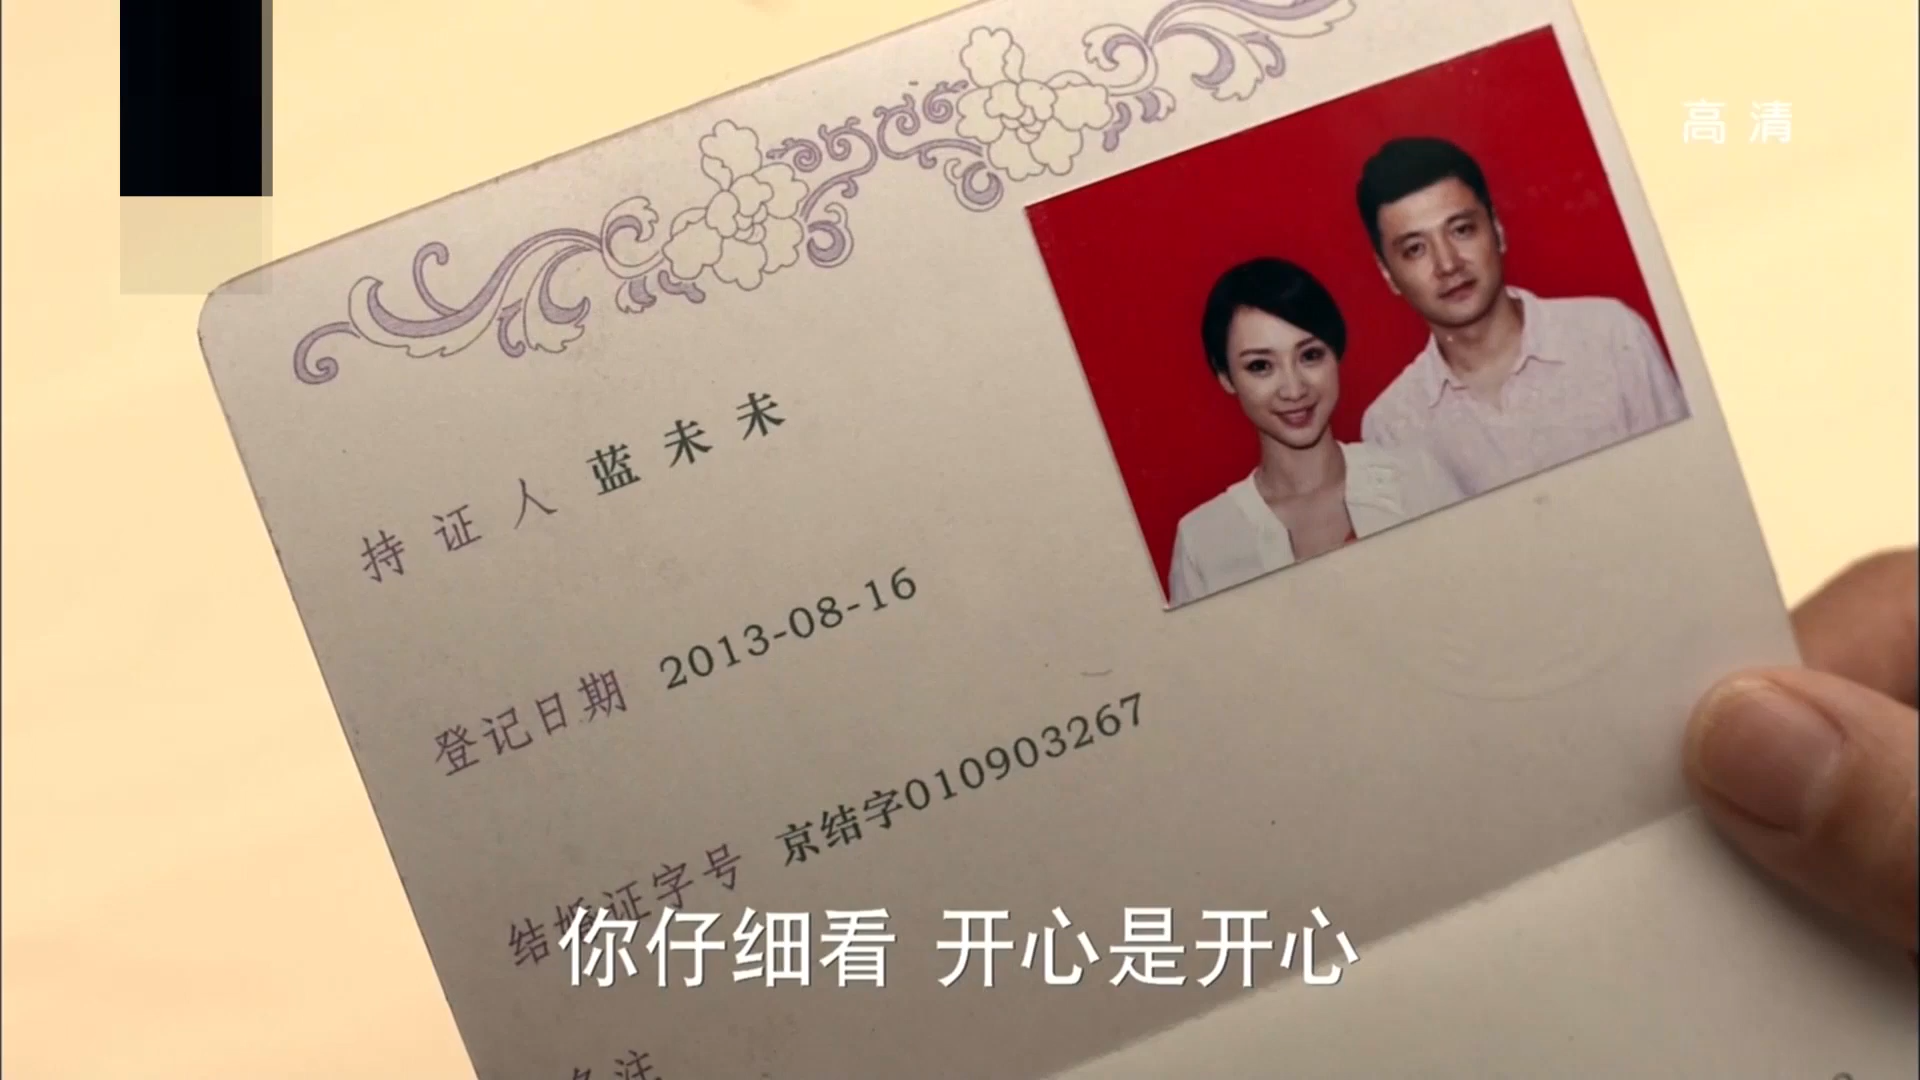 高清
持证人 蓝未未
登记日期 2013-08-16
结婚证字号 京结字010903267
你仔细看 开心是开心
备注